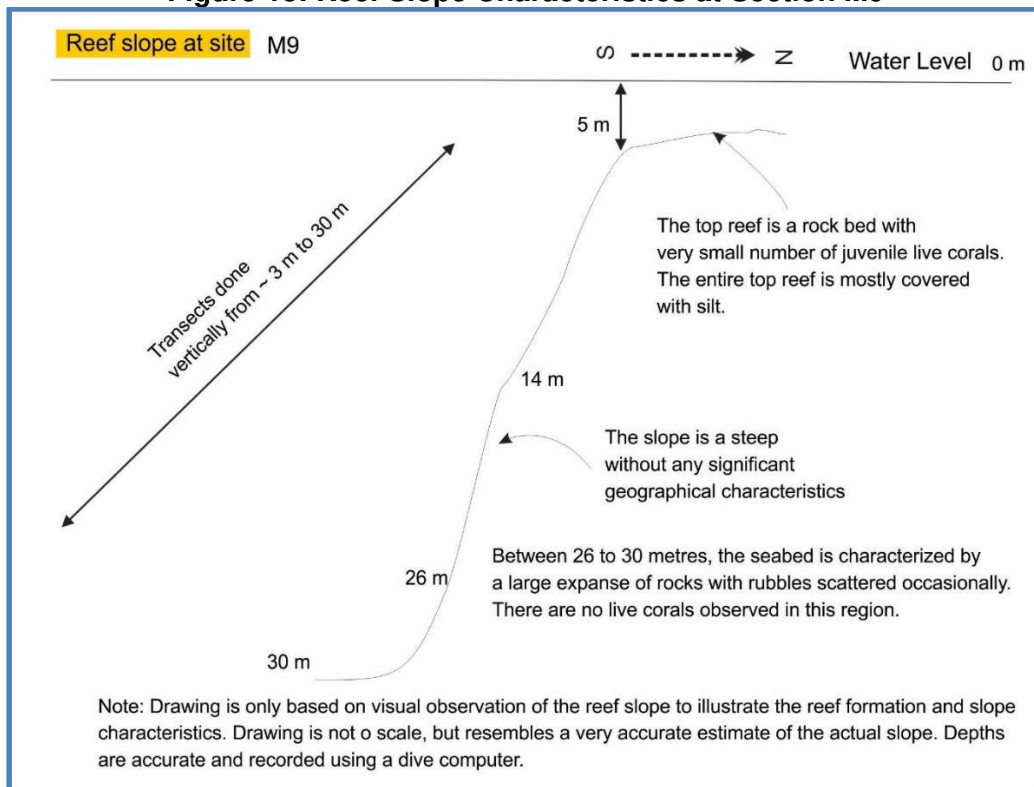 Reef slope at site M9
S N
Water Level 0 m
5 m
Transects done
vertically from ~ 3 m to 30 m
The top reef is a rock bed with
very small number of juvenile live corals.
The entire top reef is mostly covered
with silt.
14 m
The slope is a steep
without any significant
geographical characteristics
26 m
Between 26 to 30 metres, the seabed is characterized by
a large expanse of rocks with rubbles scattered occasionally.
There are no live corals observed in this region.
30 m
Note: Drawing is only based on visual observation of the reef slope to illustrate the reef formation and slope
characteristics. Drawing is not o scale, but resembles a very accurate estimate of the actual slope. Depths
are accurate and recorded using a dive computer.